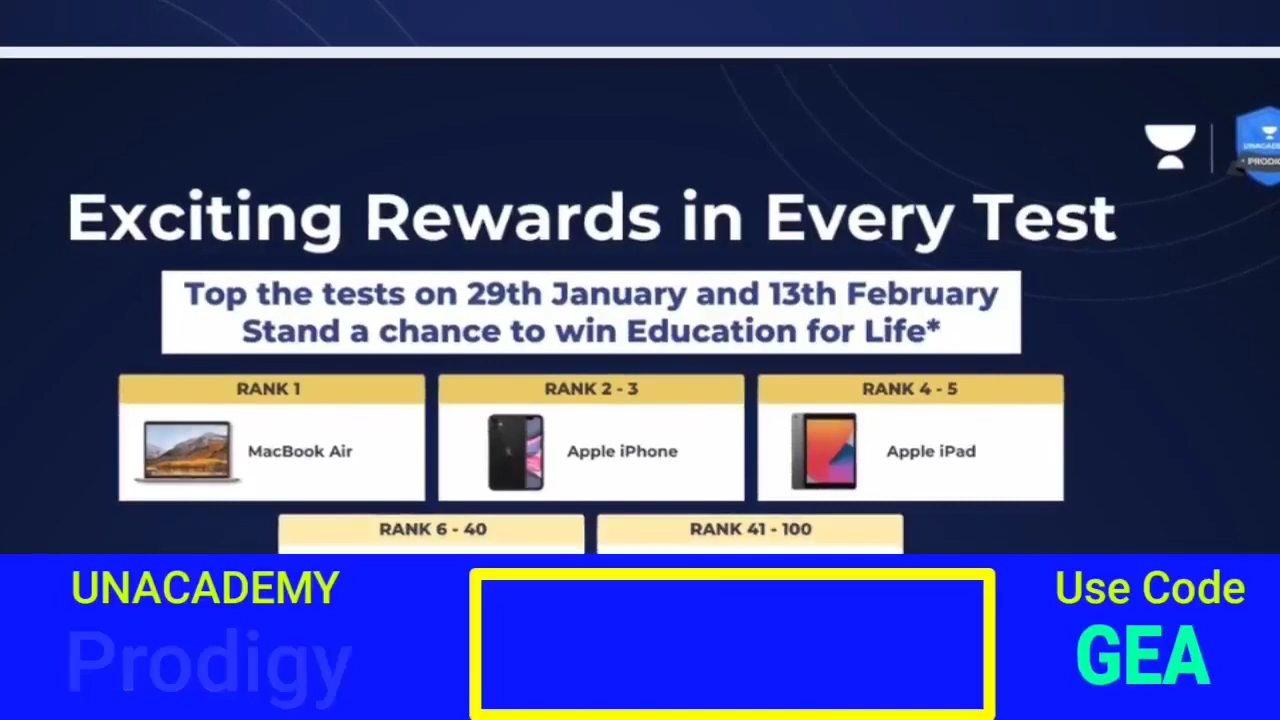 UNACADE
PRODIG
Exciting Rewards in Every Test
Top the tests on 29th January and 13th February
Stand a chance to win Education for Life*
RANK 1
RANK 2 - 3
RANK 4 - 5
MacBook Air
Apple iPhone
Apple iPad
RANK 6 - 40
RANK 41 - 100
UNACADEMY
Prodigy
Use Code
GEA